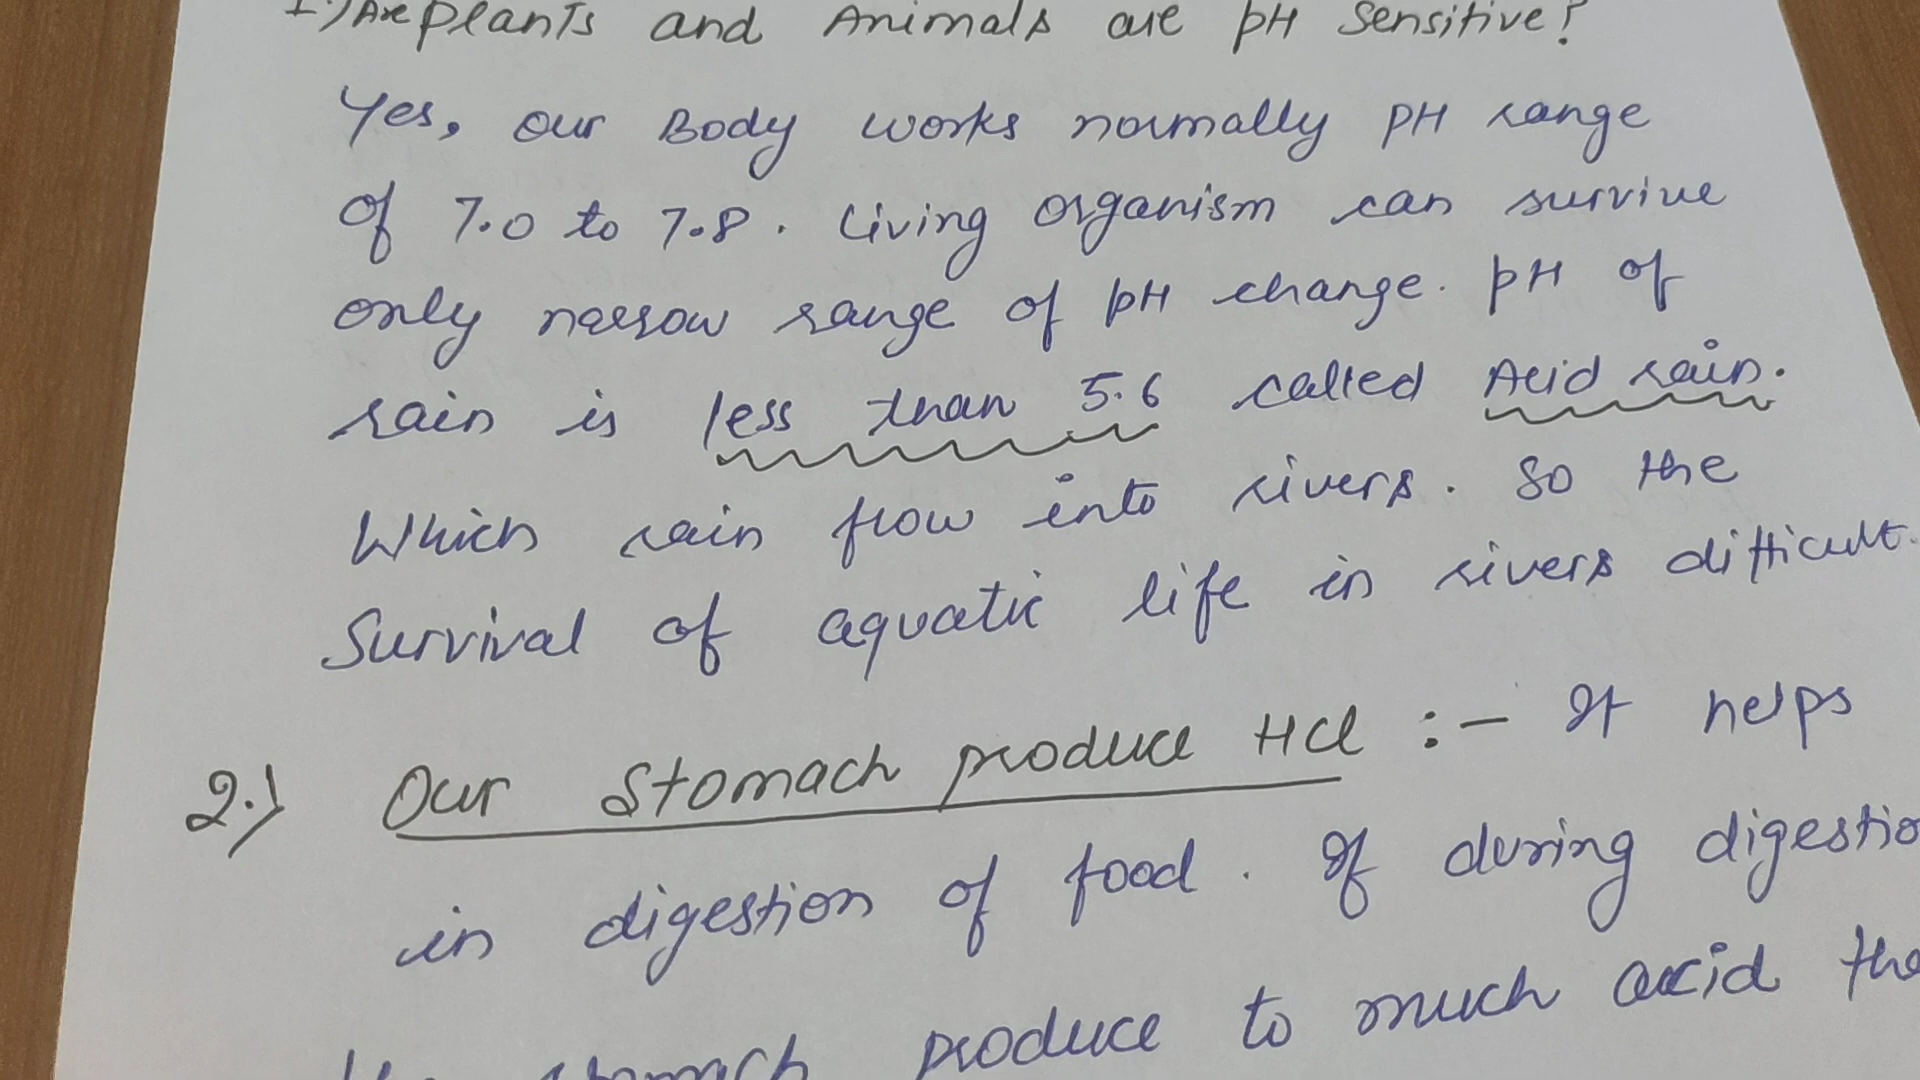 1.) Are plants and Animals are pH Sensitive?
Yes, our Body works normally pH range
of 7.0 to 7.8. Living organism can survive
only narrow range of pH change. pH of
rain is less than 5.6 called Acid rain.
Which rain flow into rivers. So the
Survival of aquatic life in rivers difficult.
2.) Our Stomach produce HCl :- It helps
in digestion of food. If during digestio
the stomach produce to much acid the